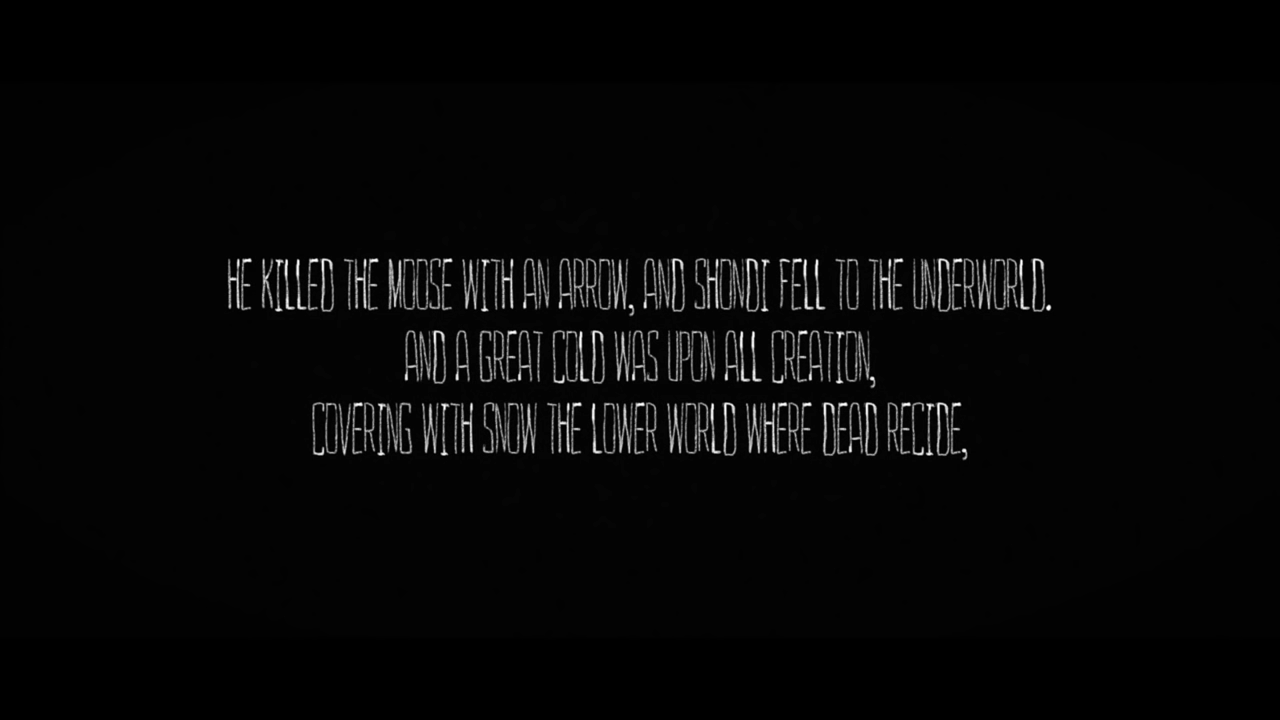 HE KILLED THE MOOSE WITH AN ARROW, AND SHONDI FELL TO THE UNDERWORLD.
AND A GREAT COLD WAS UPON ALL CREATION,
COVERING WITH SNOW THE LOWER WORLD WHERE DEAD RECIDE,